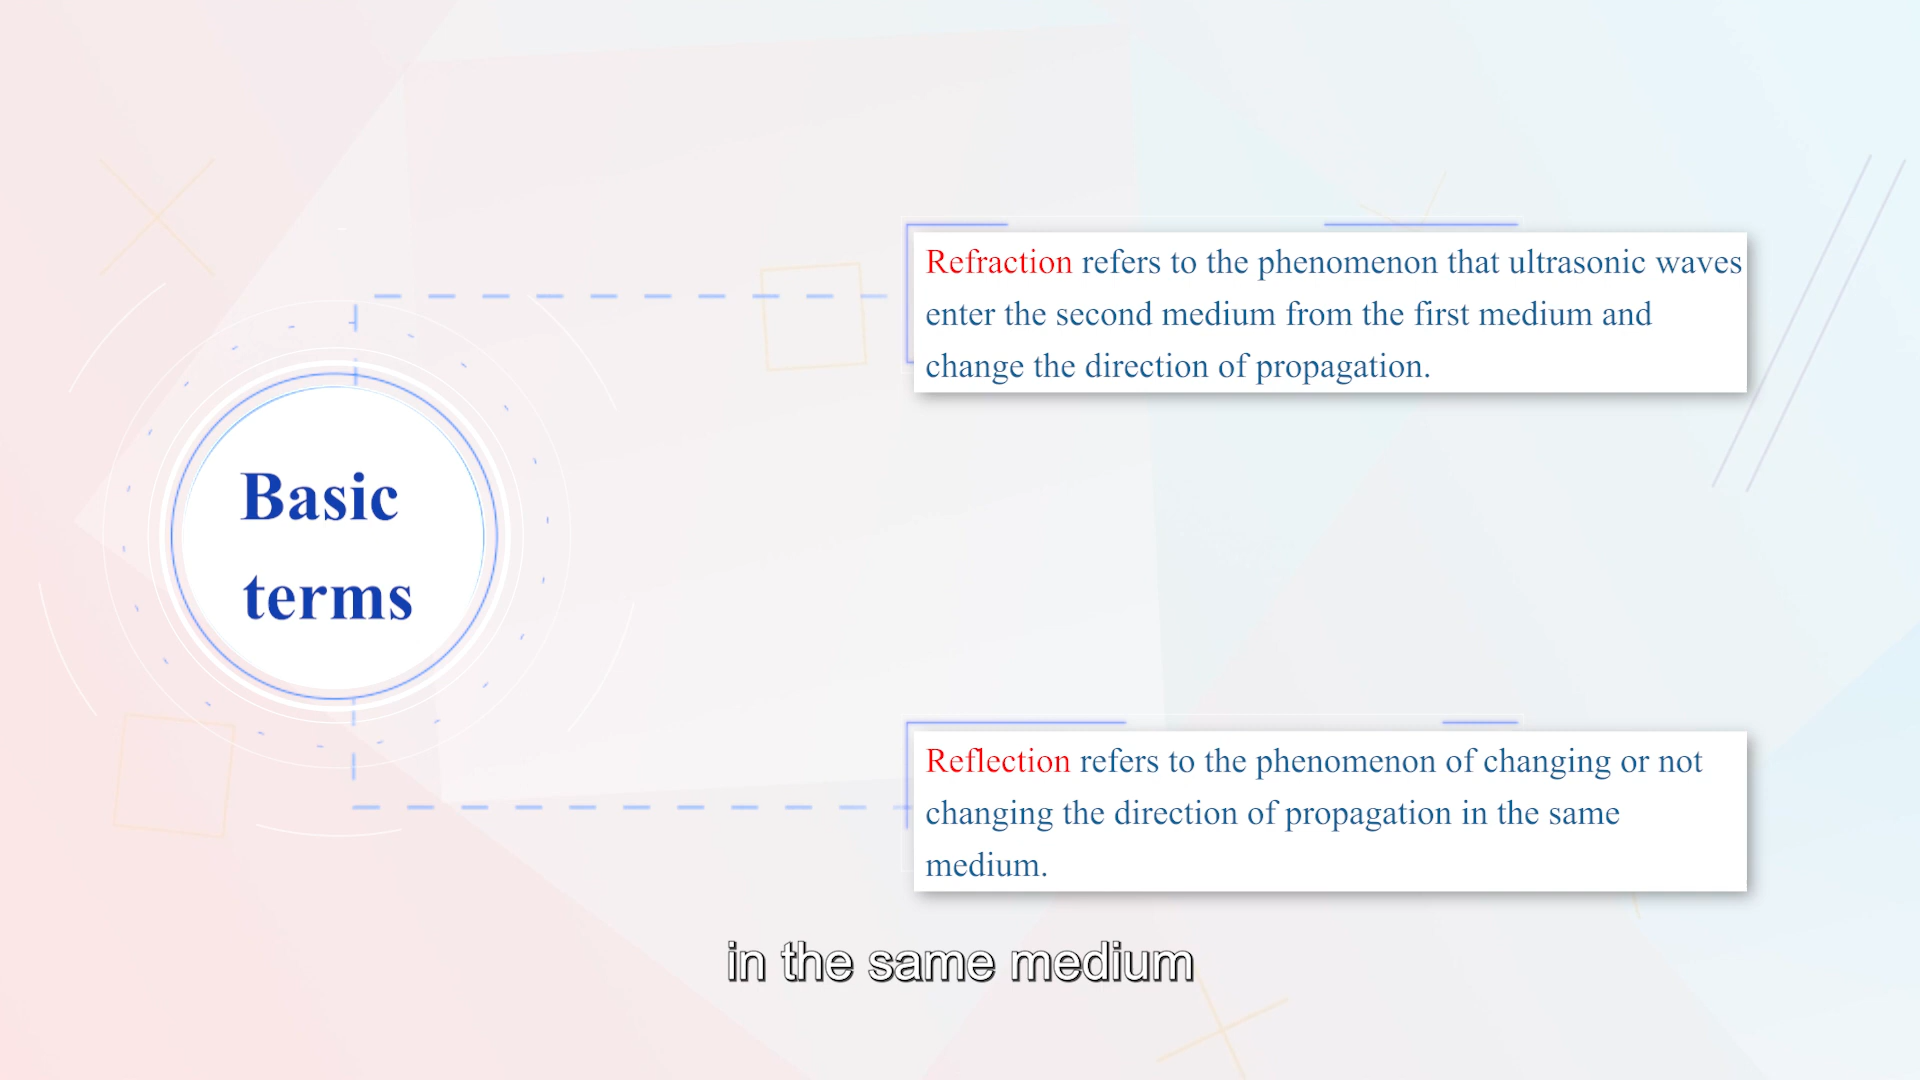 Refraction refers to the phenomenon that ultrasonic waves
enter the second medium from the first medium and
change the direction of propagation.
Basic
terms
Reflection refers to the phenomenon of changing or not
changing the direction of propagation in the same
medium.
in the same medium